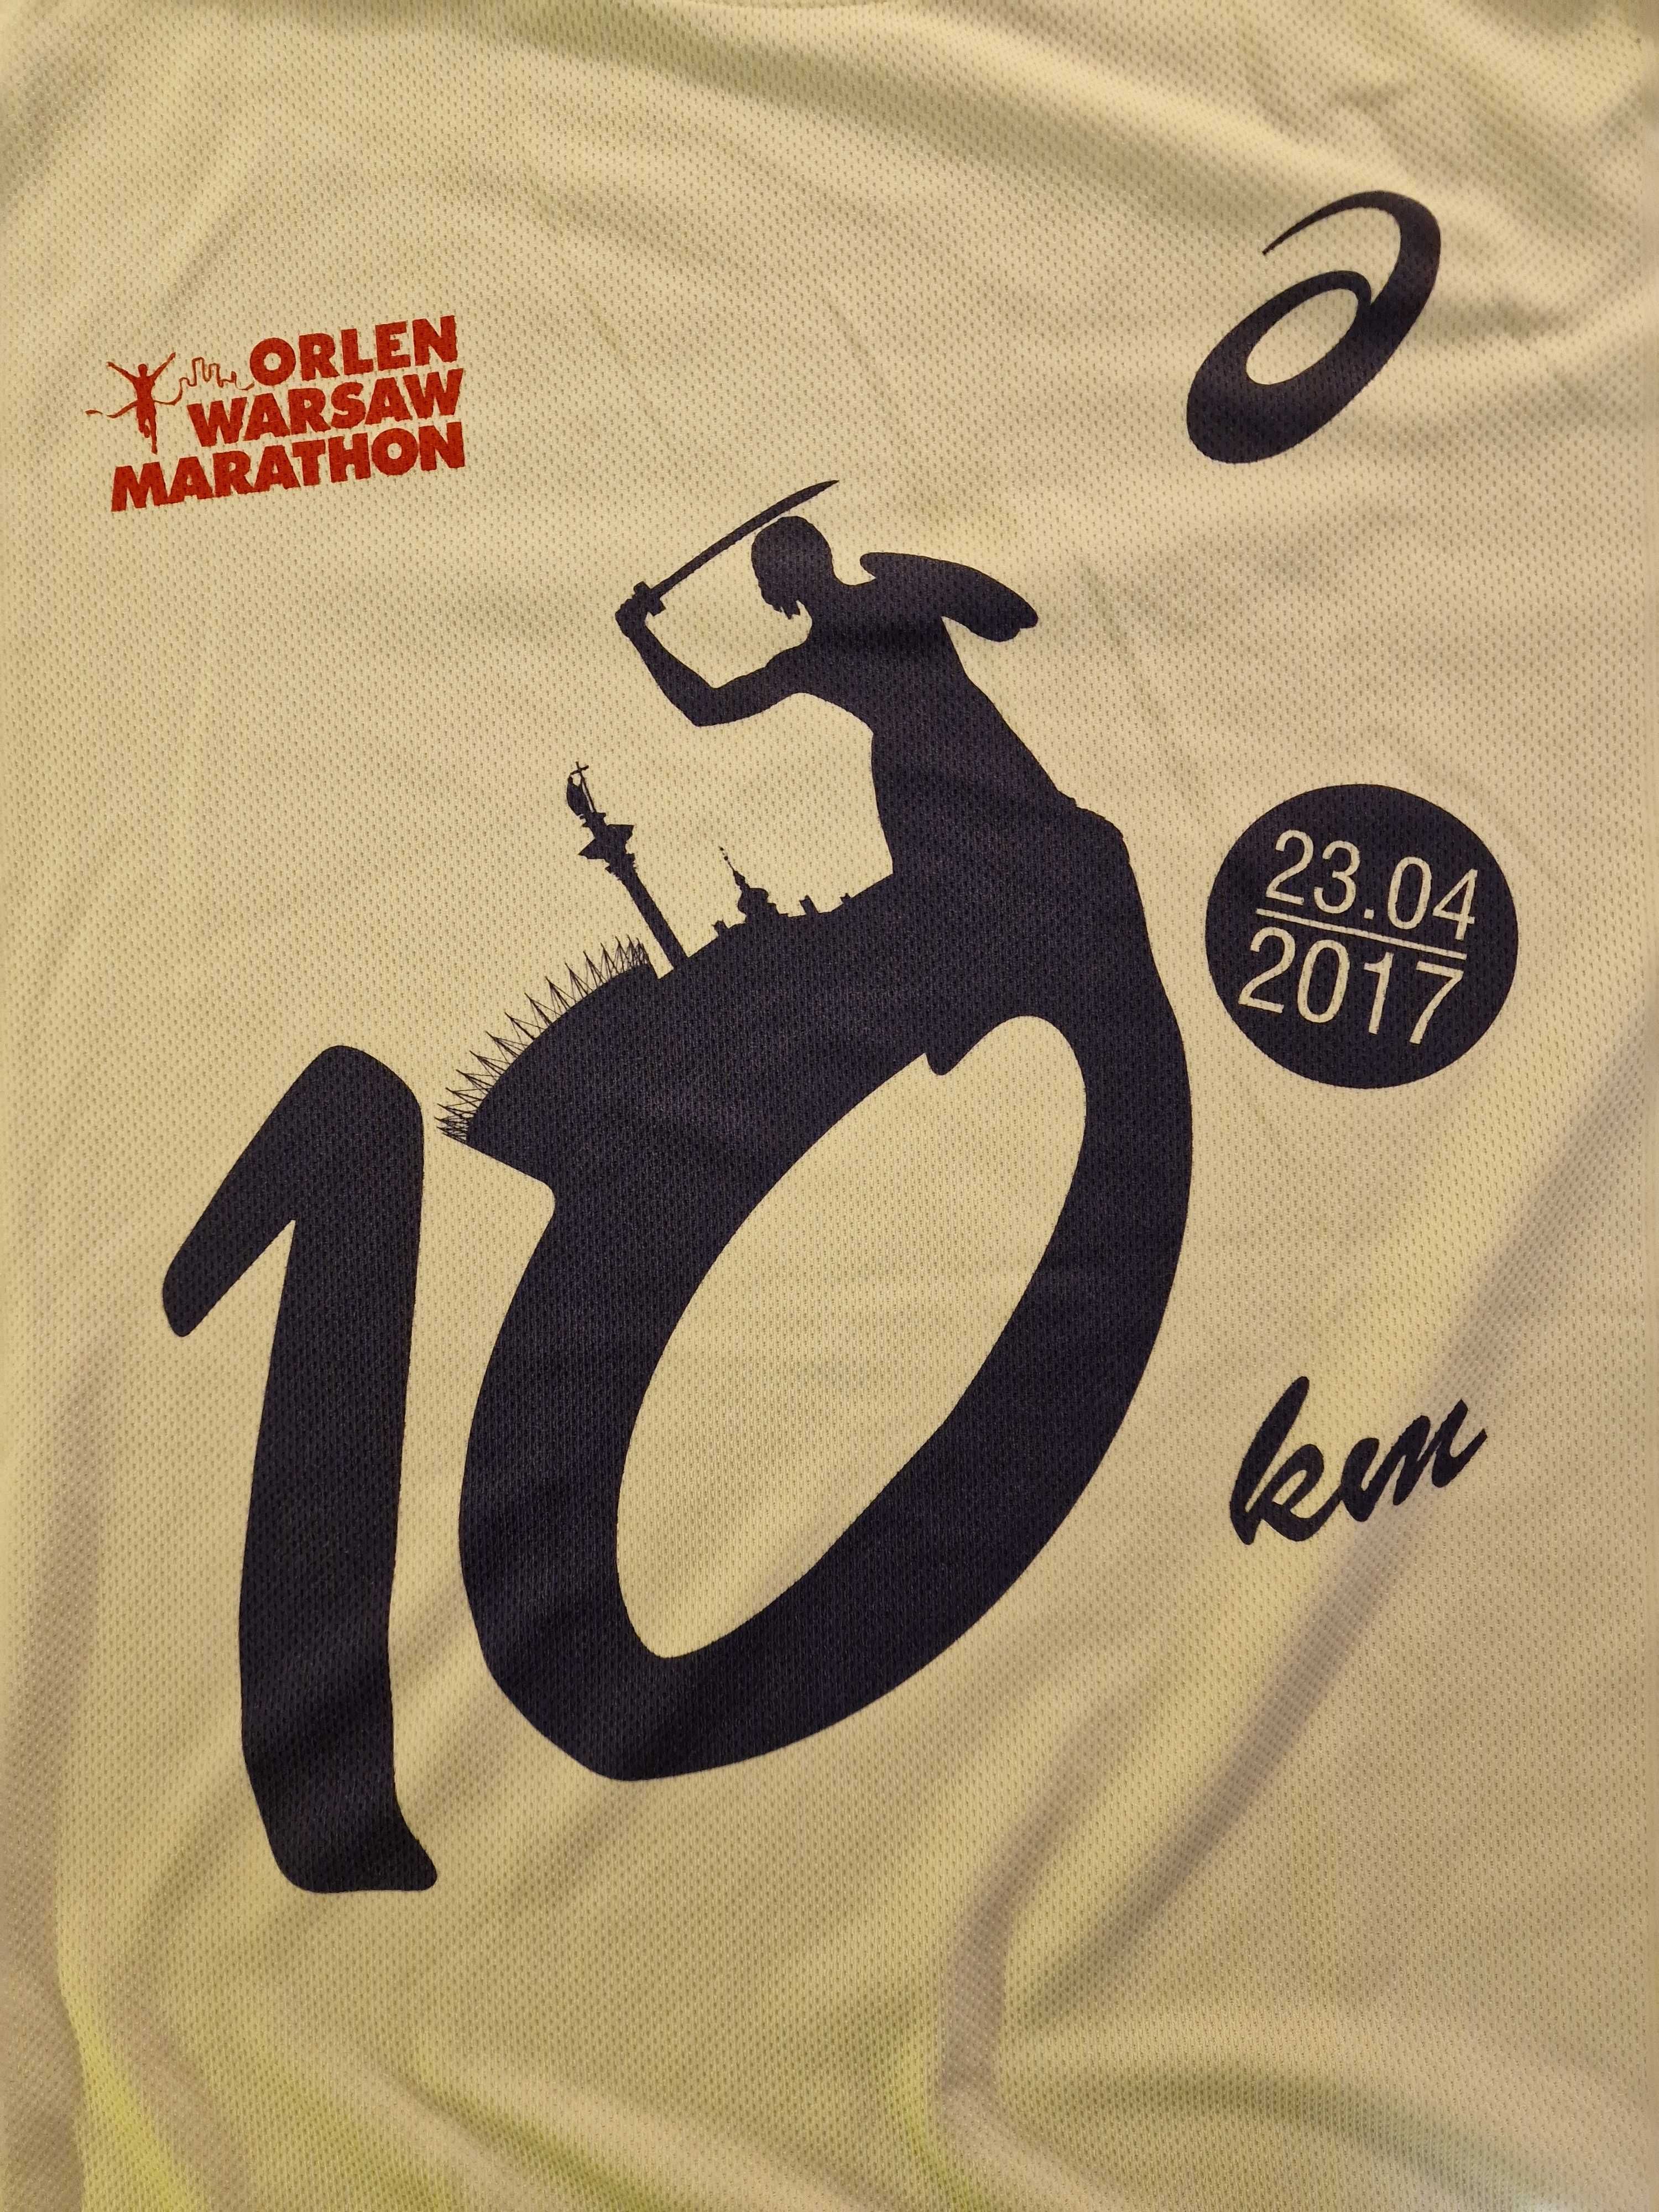 ORLEN
WARSAW
MARATHON
23.04
2017
10
km